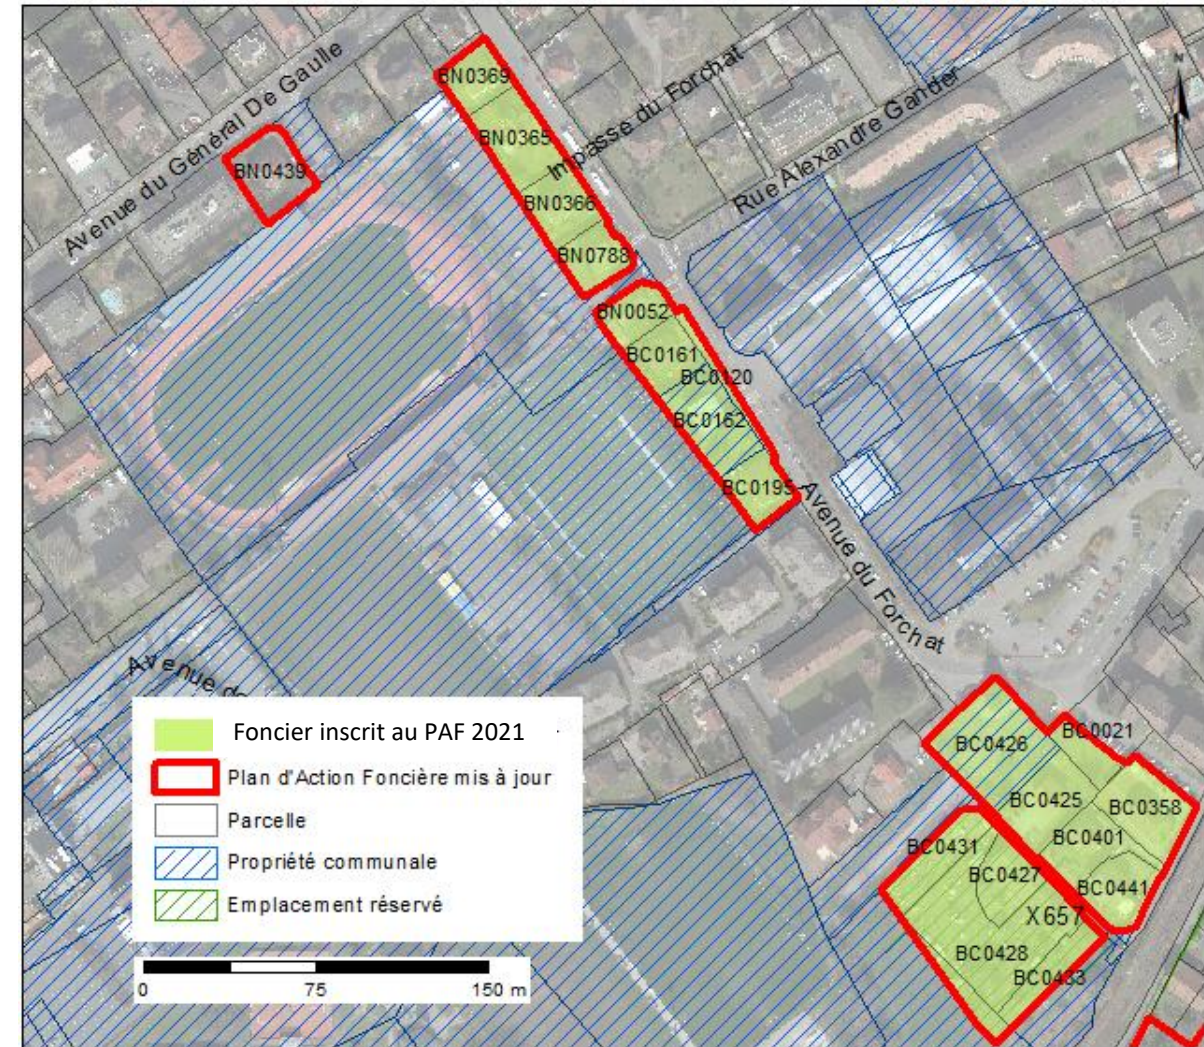 BN0369
Avenue du Général De Gaulle
Impasse du Forchat
Rue Alexandre Gander
N
BN0365
BN0439
BN0366
BN0788
BN0052
BC0161
BC0120
BC0162
BC0195
Avenue du Forchat
Avenue de
BC0426
BC0021
BC0425
BC0358
BC0401
BC0431
BC0427
BC0441
X657
BC0428
BC0433
Foncier inscrit au PAF 2021
Plan d'Action Foncière mis à jour
Parcelle
Propriété communale
Emplacement réservé
0 75 150 m